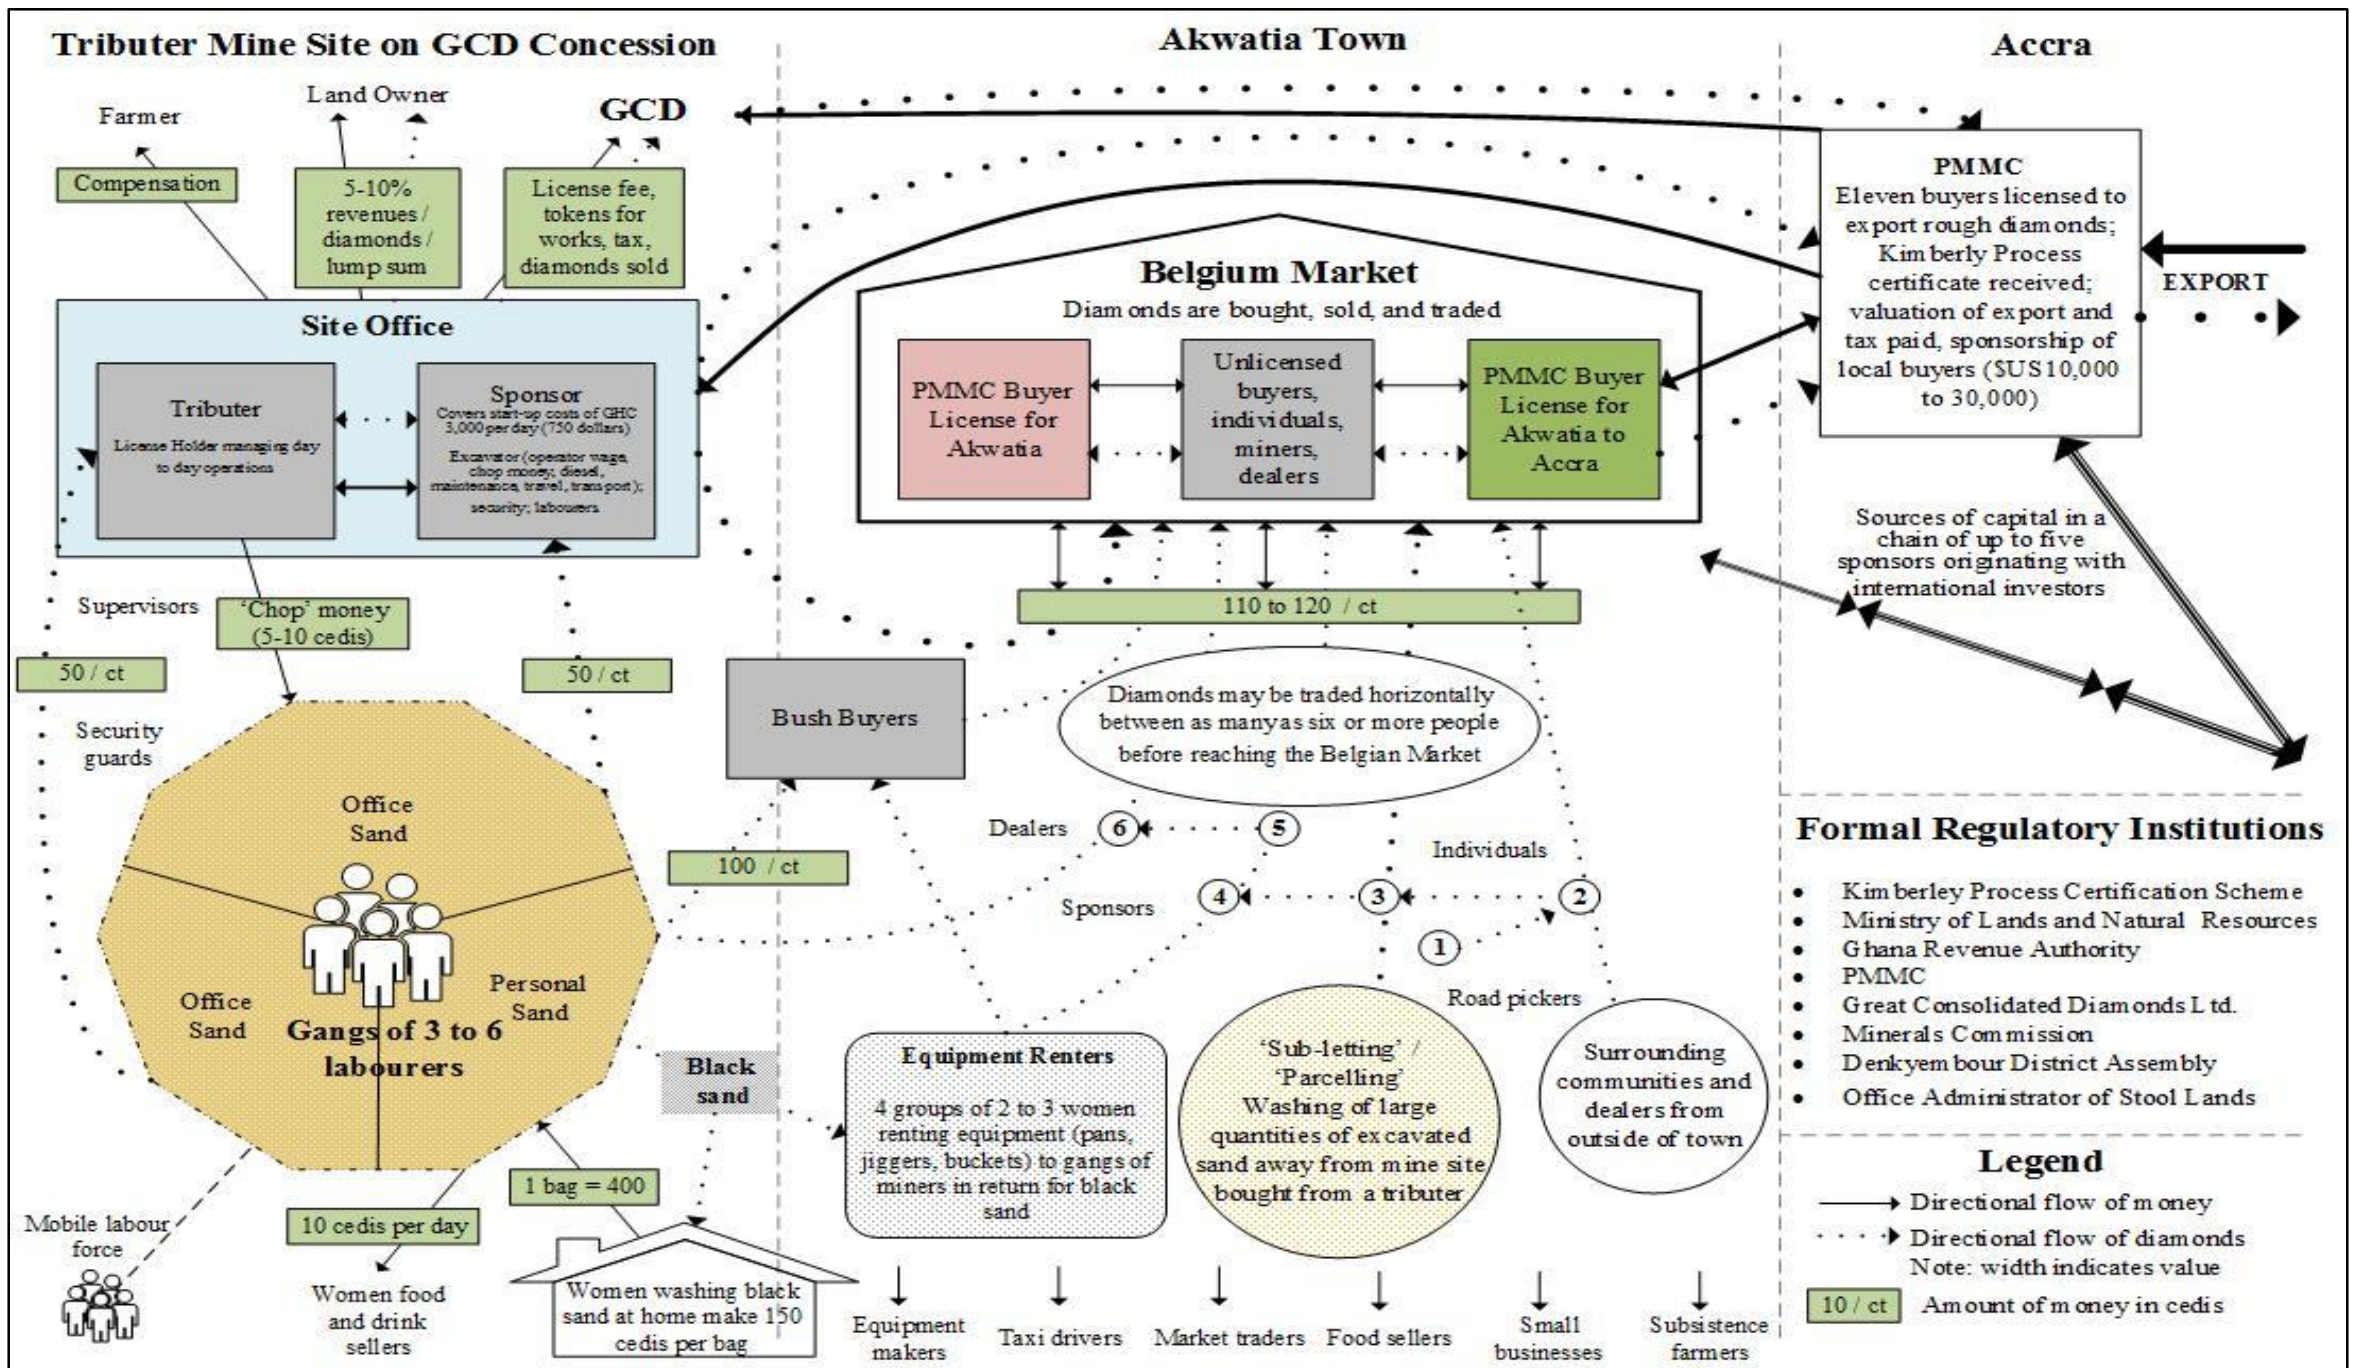 Tributer Mine Site on GCD Concession
Akwatia Town
Accra
Farmer
Land Owner
GCD
Compensation
5-10%
revenues /
diamonds /
lump sum
License fee,
tokens for
works, tax,
diamonds sold
Site Office
Tributer
License Holder managing day
to day operations
Sponsor
Covers start-up costs of GHC
3,000 per day (750 dollars)
Excavator (operator wage,
chop money, diesel,
maintenance, travel, transport);
security; labourers
Belgium Market
Diamonds are bought, sold, and traded
PMMC Buyer
License for
Akwatia
Unlicensed
buyers,
individuals,
miners,
dealers
PMMC Buyer
License for
Akwatia to
Accra
PMMC
Eleven buyers licensed to
export rough diamonds;
Kimberly Process
certificate received;
valuation of export and
tax paid, sponsorship of
local buyers ($US10,000
to 30,000)
EXPORT
Sources of capital in a
chain of up to five
sponsors originating with
international investors
Supervisors
'Chop' money
(5-10 cedis)
50 / ct
50 / ct
Security
guards
110 to 120 / ct
Bush Buyers
Diamonds may be traded horizontally
between as many as six or more people
before reaching the Belgian Market
Office
Sand
Office
Sand
Personal
Sand
Gangs of 3 to 6
labourers
100 / ct
Dealers
6
5
Individuals
Sponsors
4
3
2
1
Road pickers
Black
sand
Equipment Renters
4 groups of 2 to 3 women
renting equipment (pans,
jiggers, buckets) to gangs of
miners in return for black
sand
'Sub-letting' /
'Parcelling'
Washing of large
quantities of excavated
sand away from mine site
bought from a tributer
Surrounding
communities and
dealers from
outside of town
Formal Regulatory Institutions
• Kimberley Process Certification Scheme
• Ministry of Lands and Natural Resources
• Ghana Revenue Authority
• PMMC
• Great Consolidated Diamonds Ltd.
• Minerals Commission
• Denkyembour District Assembly
• Office Administrator of Stool Lands
Legend
Directional flow of money
Directional flow of diamonds
Note: width indicates value
10 / ct
Amount of money in cedis
Mobile labour
force
10 cedis per day
1 bag = 400
Women food
and drink
sellers
Women washing black
sand at home make 150
cedis per bag
Equipment
makers
Taxi drivers
Market traders
Food sellers
Small
businesses
Subsistence
farmers